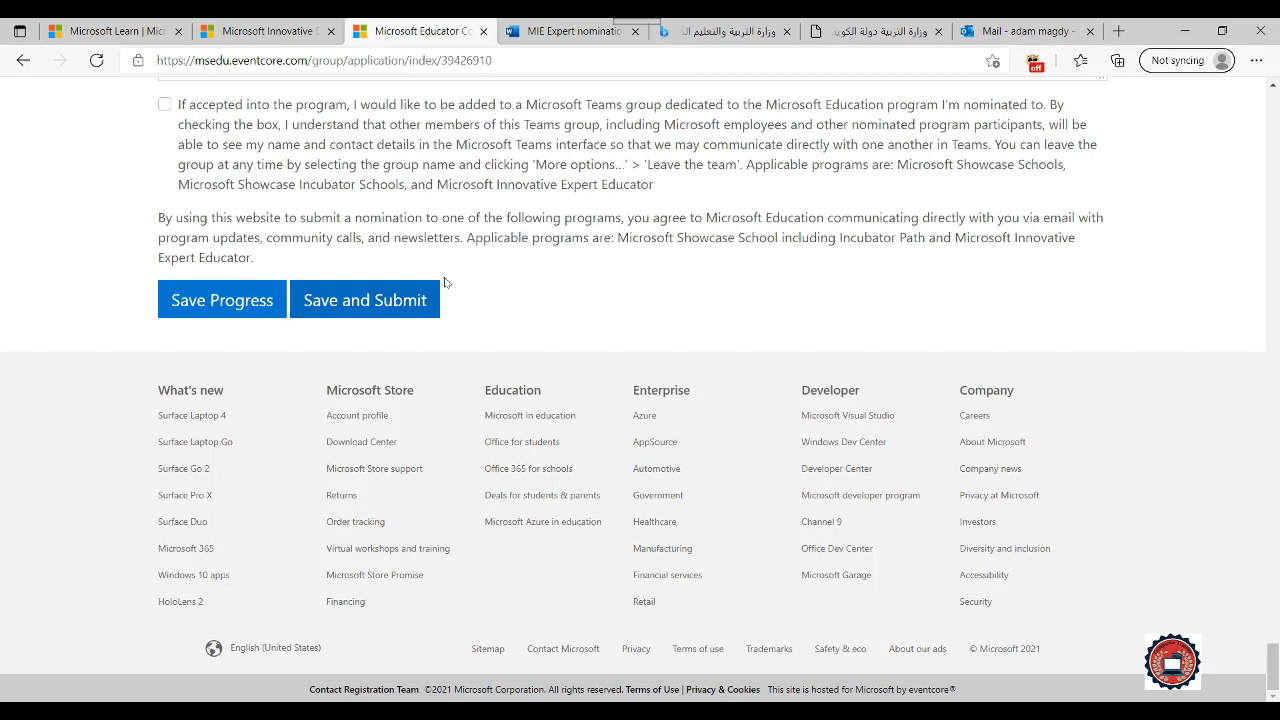 Microsoft Learn | Micr
Microsoft Innovative E
Microsoft Educator Co
MIE Expert nominatio
وزارة التربية والتعليم ال
وزارة التربية دولة الكويت
Mail - adam magdy -
https://msedu.eventcore.com/group/application/index/39426910
off
Not syncing
If accepted into the program, I would like to be added to a Microsoft Teams group dedicated to the Microsoft Education program I'm nominated to. By
checking the box, I understand that other members of this Teams group, including Microsoft employees and other nominated program participants, will be
able to see my name and contact details in the Microsoft Teams interface so that we may communicate directly with one another in Teams. You can leave the
group at any time by selecting the group name and clicking 'More options...' > 'Leave the team'. Applicable programs are: Microsoft Showcase Schools,
Microsoft Showcase Incubator Schools, and Microsoft Innovative Expert Educator
By using this website to submit a nomination to one of the following programs, you agree to Microsoft Education communicating directly with you via email with
program updates, community calls, and newsletters. Applicable programs are: Microsoft Showcase School including Incubator Path and Microsoft Innovative
Expert Educator.
Save Progress Save and Submit
What's new Microsoft Store Education Enterprise Developer Company
Surface Laptop 4 Account profile Microsoft in education Azure Microsoft Visual Studio Careers
Surface Laptop Go Download Center Office for students AppSource Windows Dev Center About Microsoft
Surface Go 2 Microsoft Store support Office 365 for schools Automotive Developer Center Company news
Surface Pro X Returns Deals for students & parents Government Microsoft developer program Privacy at Microsoft
Surface Duo Order tracking Microsoft Azure in education Healthcare Channel 9 Investors
Microsoft 365 Virtual workshops and training Manufacturing Office Dev Center Diversity and inclusion
Windows 10 apps Microsoft Store Promise Financial services Microsoft Garage Accessibility
HoloLens 2 Financing Retail Security
English (United States) Sitemap Contact Microsoft Privacy Terms of use Trademarks Safety & eco About our ads © Microsoft 2021
Contact Registration Team ©2021 Microsoft Corporation. All rights reserved. Terms of Use | Privacy & Cookies This site is hosted for Microsoft by eventcore®